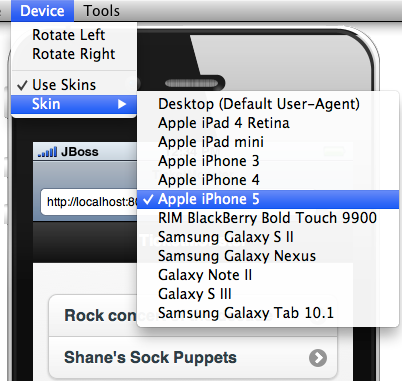 Device Tools
Rotate Left
Rotate Right
✓ Use Skins
Skin
Desktop (Default User-Agent)
Apple iPad 4 Retina
Apple iPad mini
Apple iPhone 3
Apple iPhone 4
✓ Apple iPhone 5
RIM BlackBerry Bold Touch 9900
Samsung Galaxy S II
Samsung Galaxy Nexus
Galaxy Note II
Galaxy S III
Samsung Galaxy Tab 10.1
JBoss
http://localhost:80
Rock conce
Shane's Sock Puppets